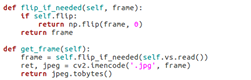 def flip_if_needed(self, frame):
    if self.flip:
        return np.flip(frame, 0)
    return frame

def get_frame(self):
    frame = self.flip_if_needed(self.vs.read())
    ret, jpeg = cv2.imencode('.jpg', frame)
    return jpeg.tobytes()